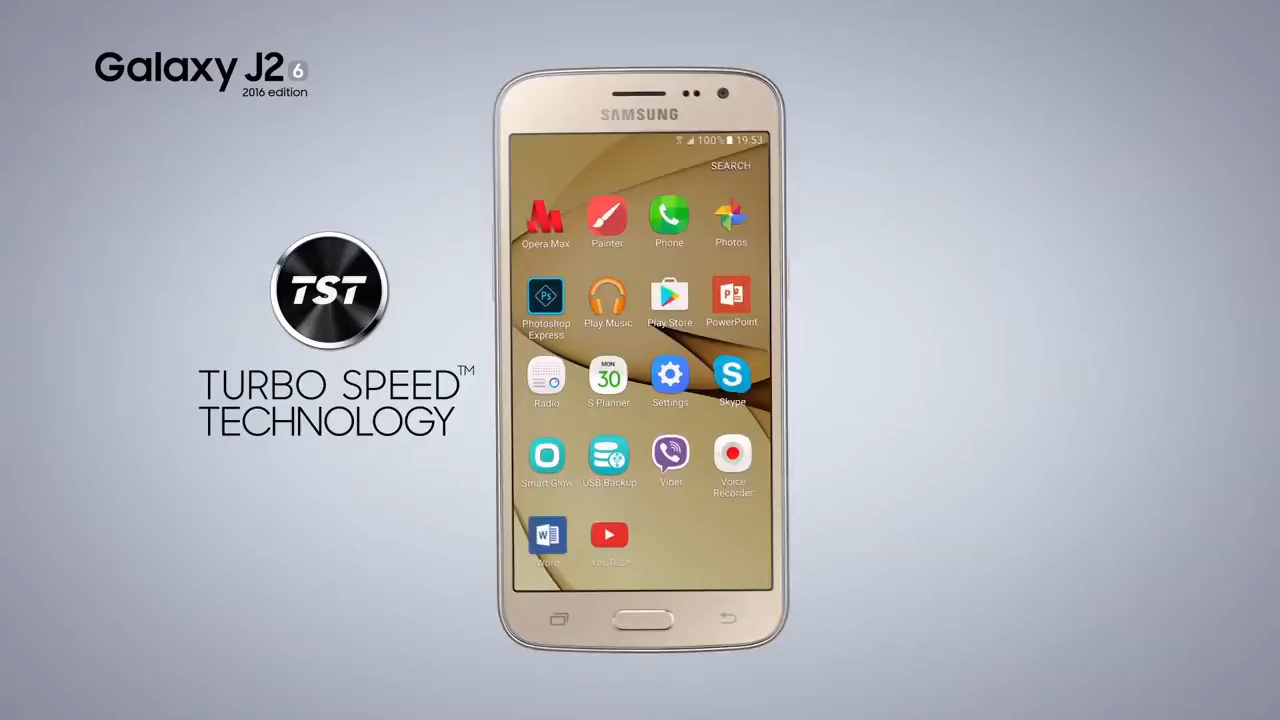 Galaxy J2 6
2016 edition
TST
TURBO SPEED™
TECHNOLOGY
SAMSUNG
100% 19:53
SEARCH
Opera Max
Painter
Phone
Photos
Ps
Photoshop
Express
Play Music
Play Store
P
PowerPoint
Radio
MON
30
S Planner
Settings
S
Skype
Smart Glow
USB Backup
Viber
Voice
Recorder
W
Word
YouTube